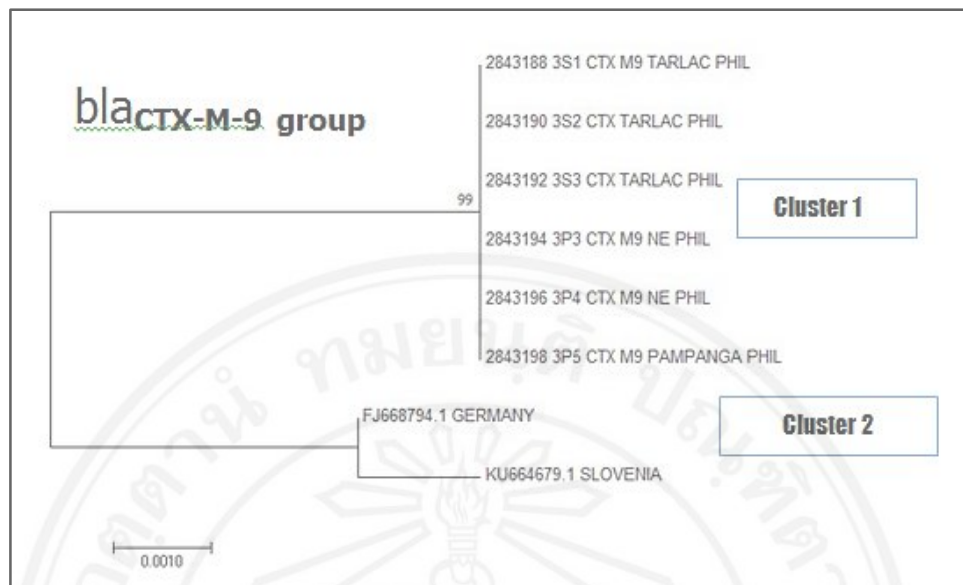 bla CTX-M-9 group
2843188 3S1 CTX M9 TARLAC PHIL
2843190 3S2 CTX TARLAC PHIL
2843192 3S3 CTX TARLAC PHIL
99
Cluster 1
2843194 3P3 CTX M9 NE PHIL
2843196 3P4 CTX M9 NE PHIL
2843198 3P5 CTX M9 PAMPANGA PHIL
FJ668794.1 GERMANY
Cluster 2
KU664679.1 SLOVENIA
0.0010